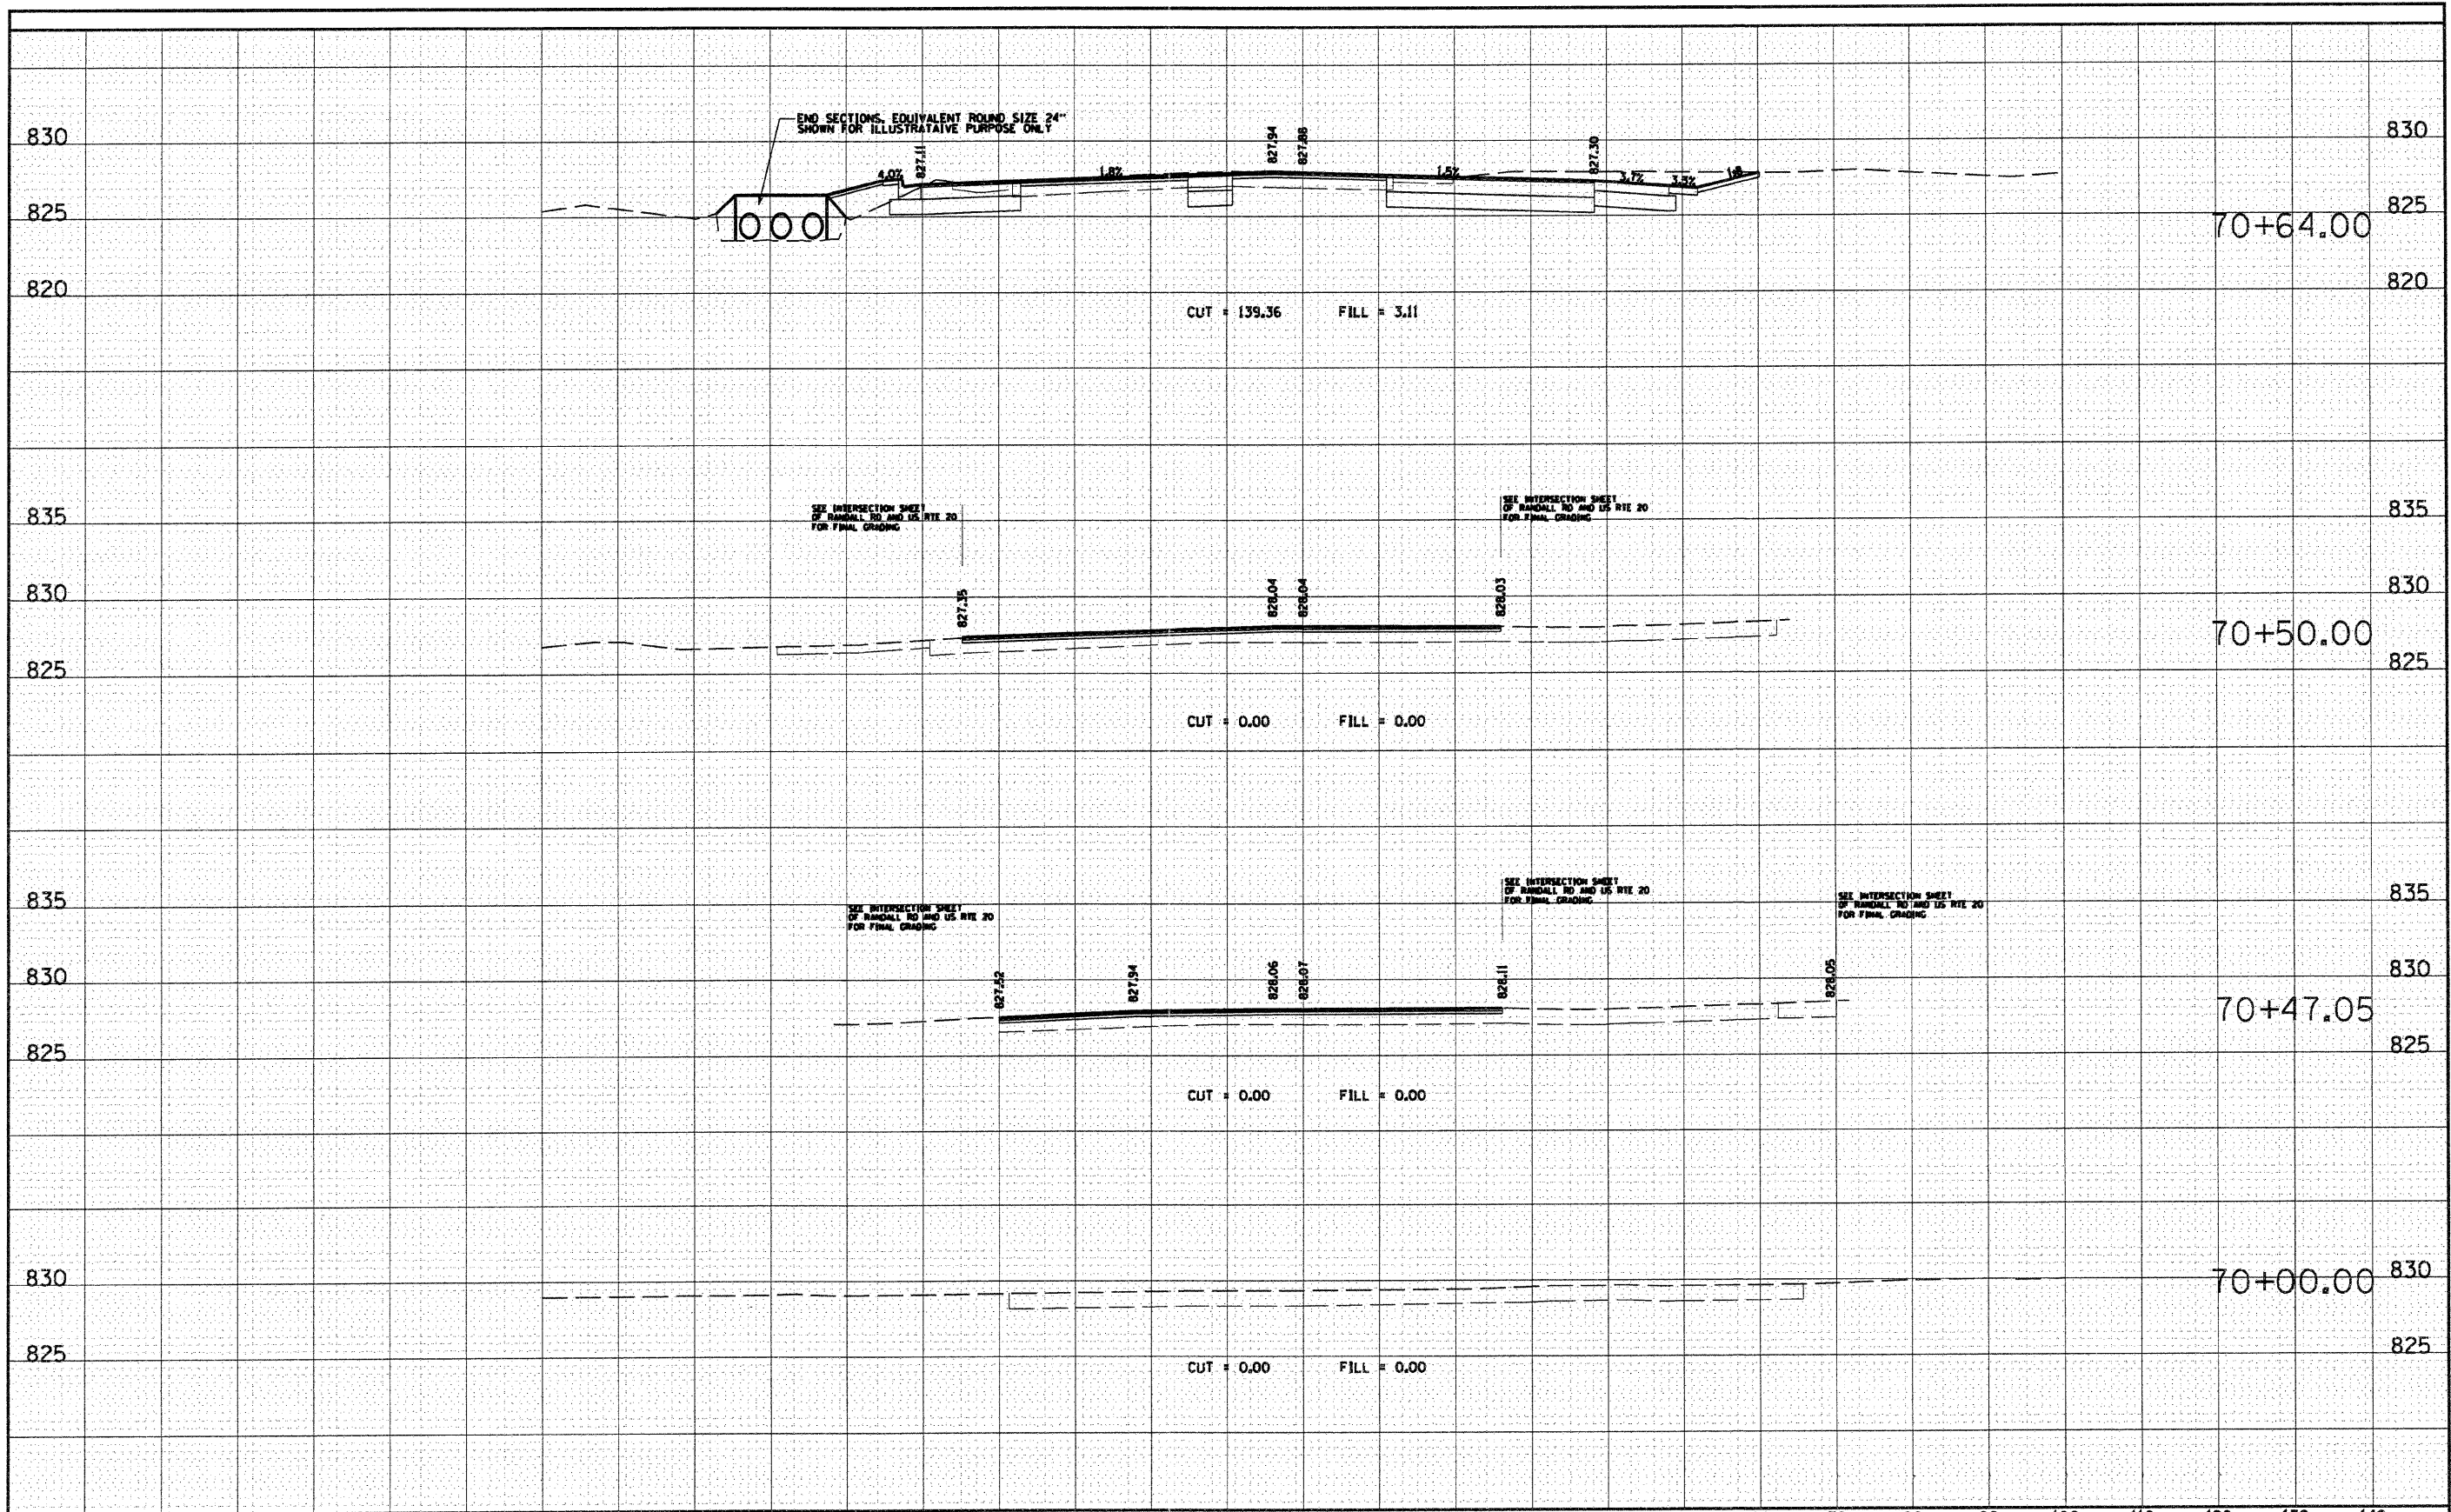 END SECTIONS, EQUIVALENT ROUND SIZE 24"
SHOWN FOR ILLUSTRATAIVE PURPOSE ONLY
830
830
827.11
827.94
827.88
827.30
4.0%
1.8%
1.5%
3.7%
3.3%
825
825
70+64.00
820
820
CUT = 139.36 FILL = 3.11
SEE INTERSECTION SHEET
OF RANDALL RD AND US RTE 20
FOR FINAL GRADING
SEE INTERSECTION SHEET
OF RANDALL RD AND US RTE 20
FOR FINAL GRADING
835
835
830
830
827.35
828.04
828.04
828.03
70+50.00
825
825
CUT = 0.00 FILL = 0.00
SEE INTERSECTION SHEET
OF RANDALL RD AND US RTE 20
FOR FINAL GRADING
SEE INTERSECTION SHEET
OF RANDALL RD AND US RTE 20
FOR FINAL GRADING
SEE INTERSECTION SHEET
OF RANDALL RD AND US RTE 20
FOR FINAL GRADING
835
835
830
830
827.52
827.94
828.06
828.07
828.11
828.05
70+47.05
825
825
CUT = 0.00 FILL = 0.00
830
830
70+00.00
825
825
CUT = 0.00 FILL = 0.00